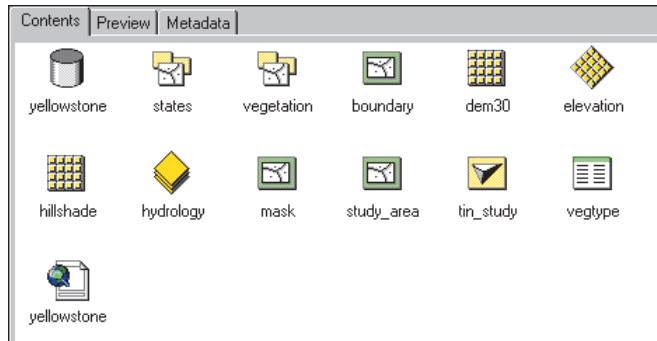 Contents Preview Metadata
yellowstone states vegetation boundary dem30 elevation
hillshade hydrology mask study_area tin_study vegtype
yellowstone